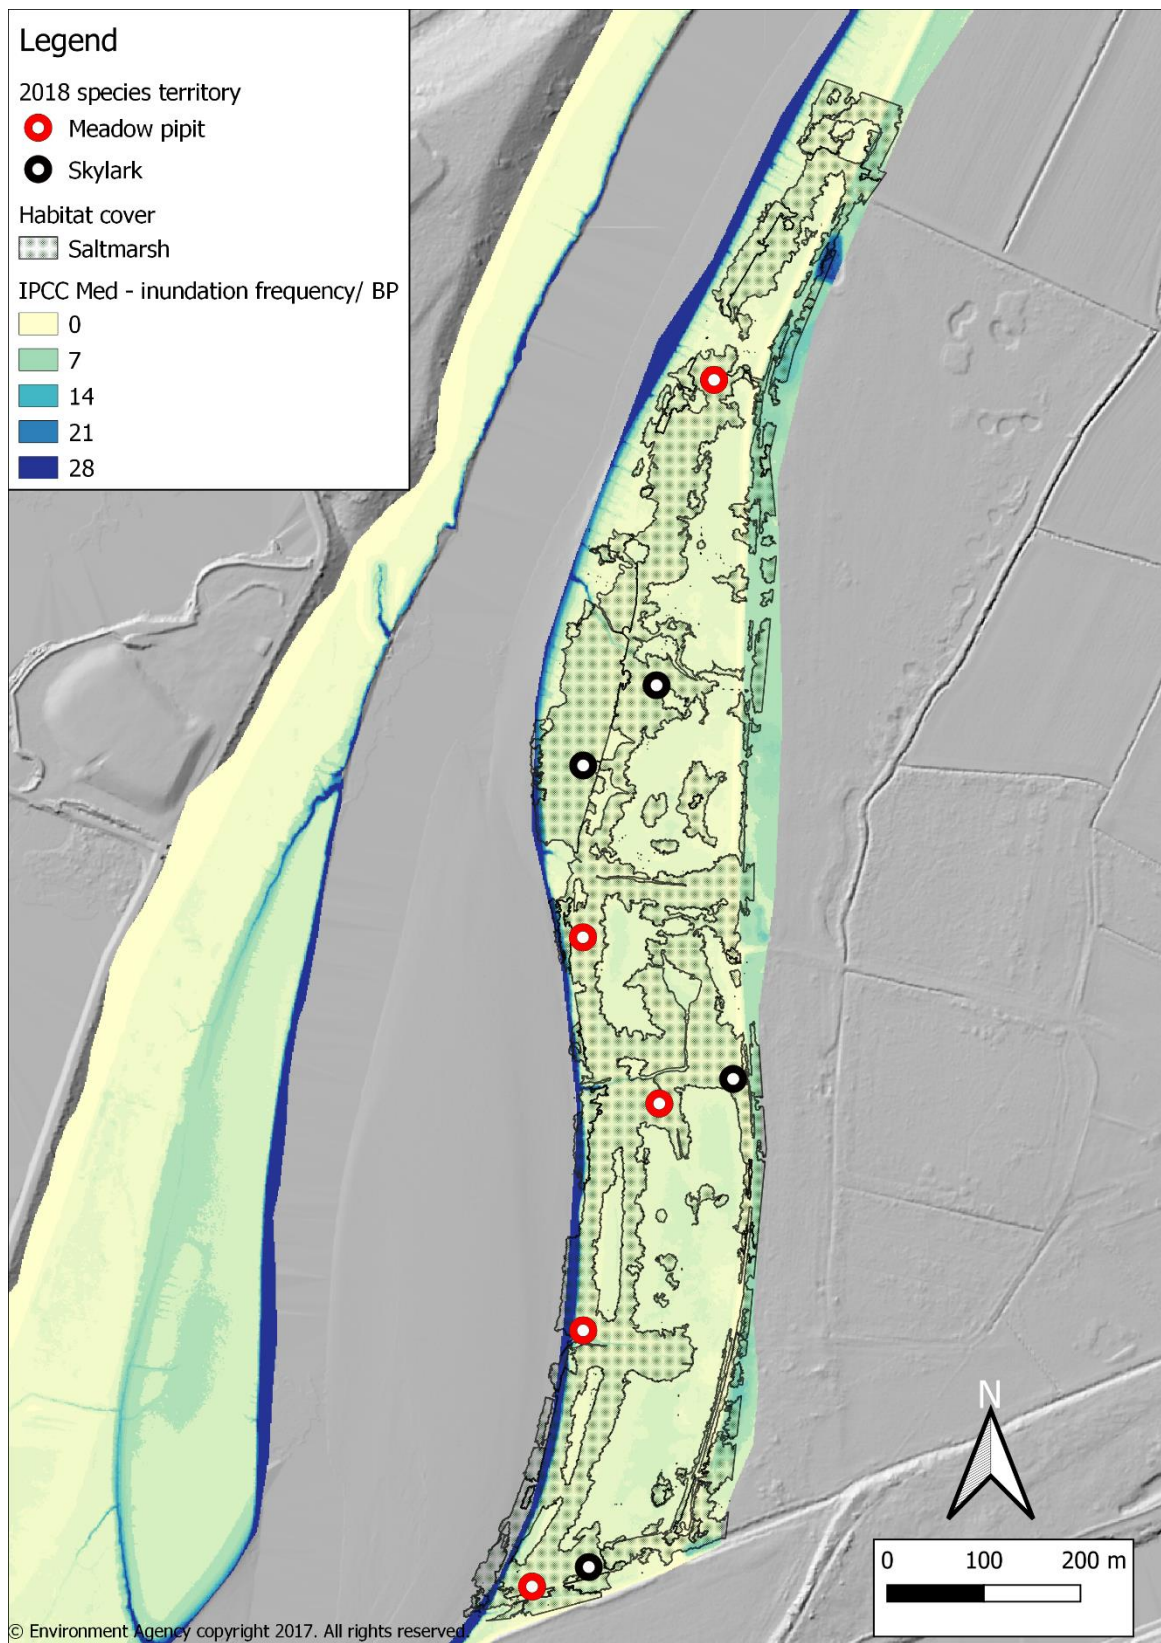 Legend
2018 species territory
Meadow pipit
Skylark
Habitat cover
Saltmarsh
IPCC Med - inundation frequency/ BP
0
7
14
21
28
N
0 100 200 m
© Environment Agency copyright 2017. All rights reserved.